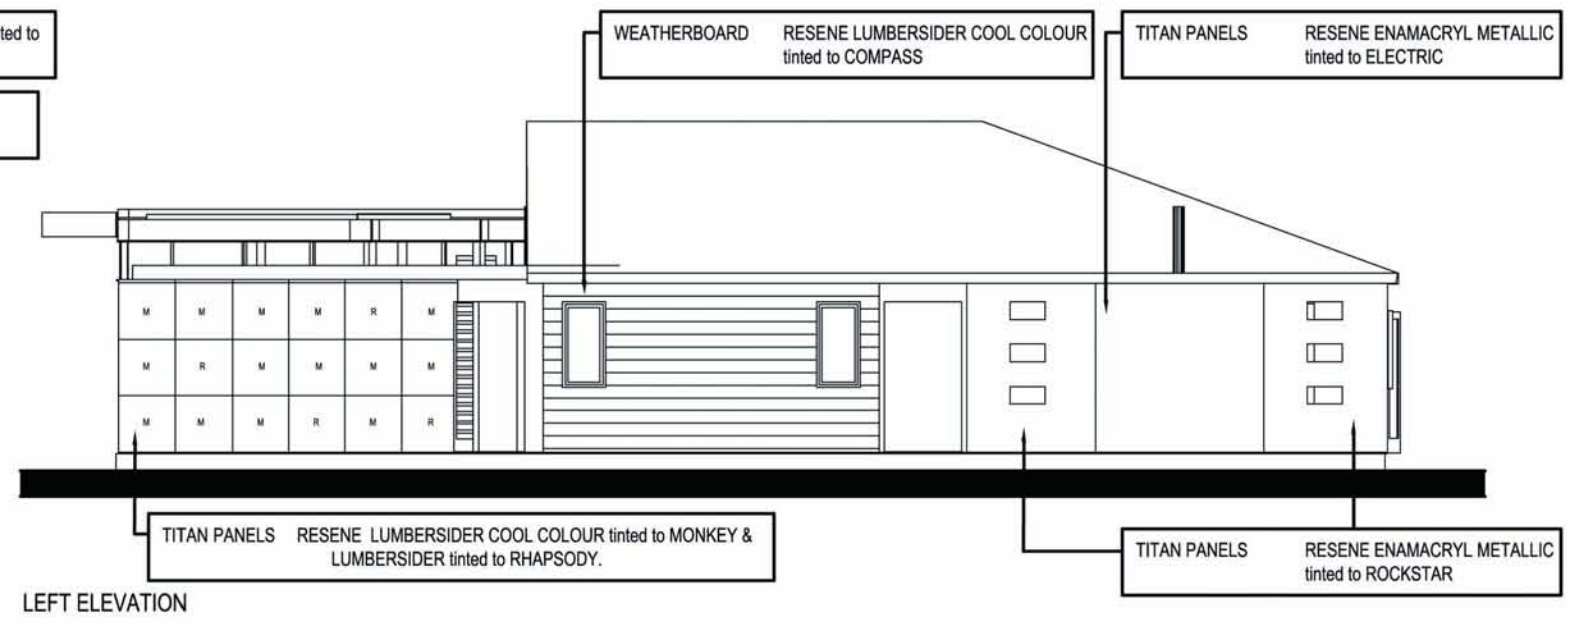 ted to
WEATHERBOARD RESENE LUMBERSIDER COOL COLOUR
tinted to COMPASS
TITAN PANELS RESENE ENAMACRYL METALLIC
tinted to ELECTRIC
M M M M R M
M R M M M M
M M M R M R
TITAN PANELS RESENE LUMBERSIDER COOL COLOUR tinted to MONKEY &
LUMBERSIDER tinted to RHAPSODY.
TITAN PANELS RESENE ENAMACRYL METALLIC
tinted to ROCKSTAR
LEFT ELEVATION